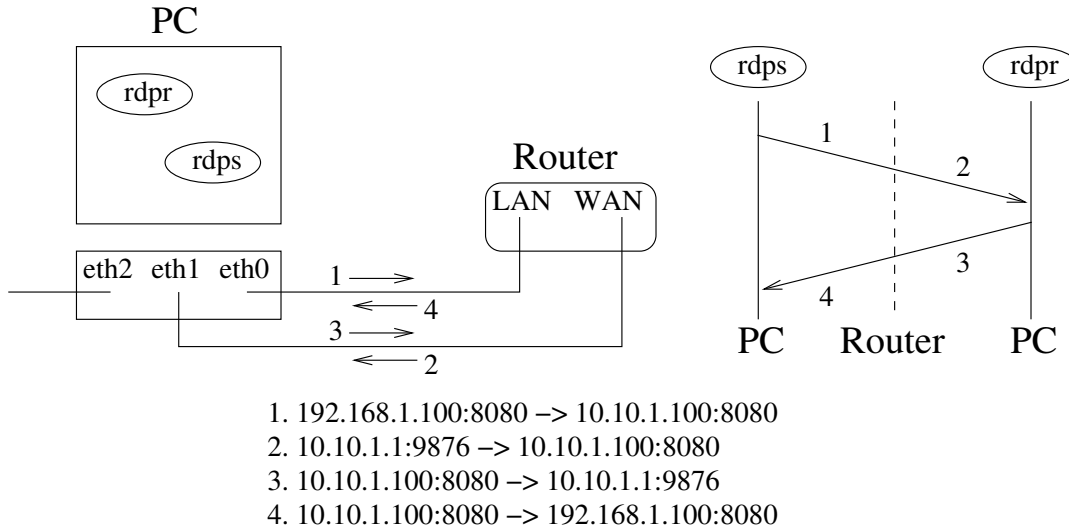 PC
rdpr
rdps
Router
LAN WAN
eth2 eth1 eth0
1
4
3
2
rdps rdpr
1
2
3
4
PC Router PC
1. 192.168.1.100:8080 −> 10.10.1.100:8080
2. 10.10.1.1:9876 −> 10.10.1.100:8080
3. 10.10.1.100:8080 −> 10.10.1.1:9876
4. 10.10.1.100:8080 −> 192.168.1.100:8080